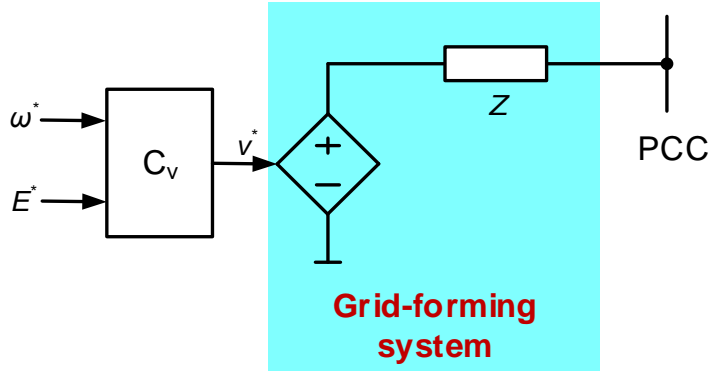 ω*
E*
Cv
v*
+
−
Z
PCC
Grid-forming
system